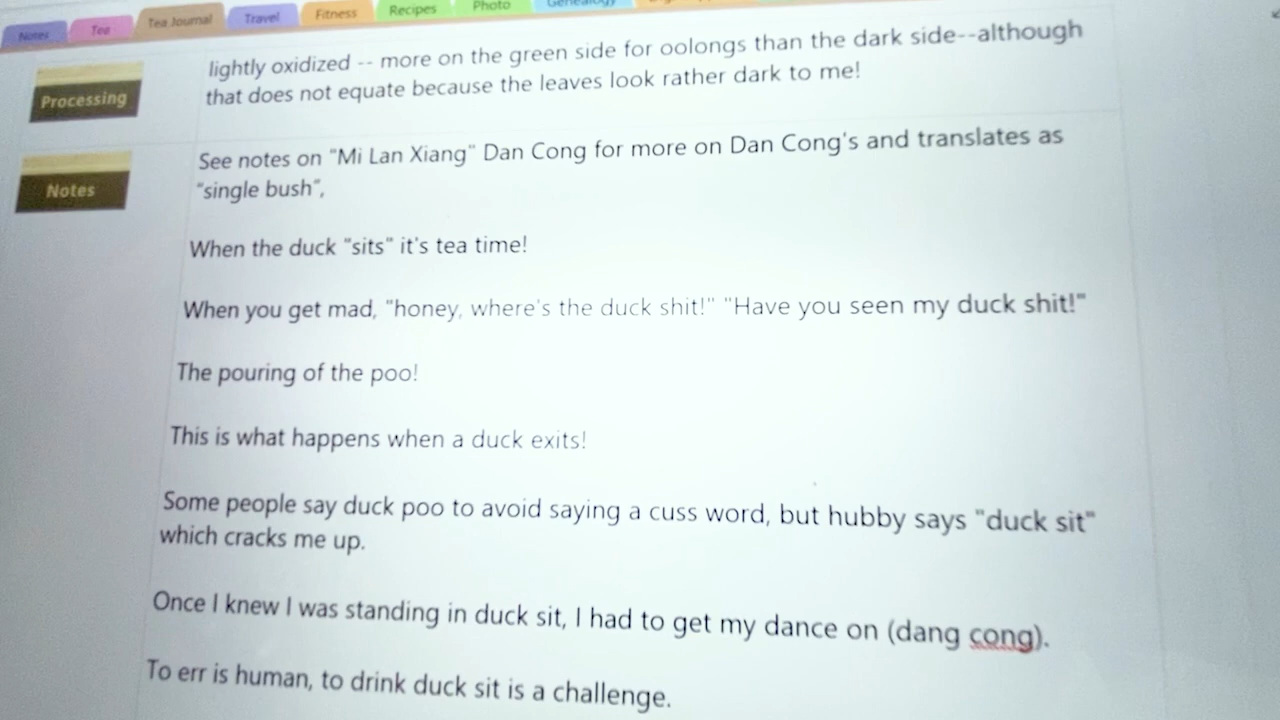 Notes
Tea
Tea Journal
Travel
Fitness
Recipes
Photo
Genealogy
Processing
lightly oxidized -- more on the green side for oolongs than the dark side--although
that does not equate because the leaves look rather dark to me!
Notes
See notes on "Mi Lan Xiang" Dan Cong for more on Dan Cong's and translates as
"single bush",
When the duck "sits" it's tea time!
When you get mad, "honey, where's the duck shit!" "Have you seen my duck shit!"
The pouring of the poo!
This is what happens when a duck exits!
Some people say duck poo to avoid saying a cuss word, but hubby says "duck sit"
which cracks me up.
Once I knew I was standing in duck sit, I had to get my dance on (dang cong).
To err is human, to drink duck sit is a challenge.